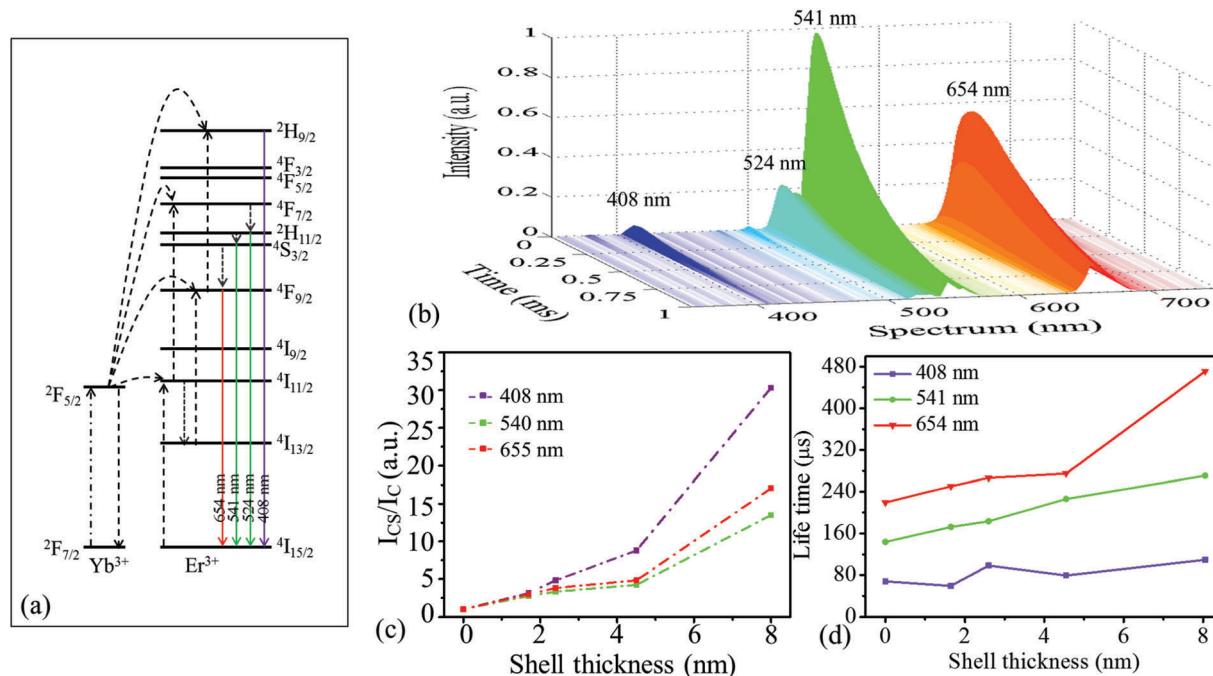 ²H₉/₂
⁴F₃/₂
⁴F₅/₂
⁴F₇/₂
²H₁₁/₂
⁴S₃/₂
⁴F₉/₂
⁴I₉/₂
⁴I₁₁/₂
²F₅/₂
⁴I₁₃/₂
654 nm
541 nm
524 nm
408 nm
²F₇/₂
⁴I₁₅/₂
Yb³⁺
Er³⁺
(a)
541 nm
654 nm
524 nm
408 nm
Intensity (a.u.)
1
0.8
0.6
0.4
0.2
0
0
0.25
0.5
0.75
1
Time (ms)
400
500
600
700
Spectrum (nm)
(b)
408 nm
540 nm
655 nm
I_CS/I_C (a.u.)
35
30
25
20
15
10
5
0
0
2
4
6
8
Shell thickness (nm)
(c)
408 nm
541 nm
654 nm
Life time (μs)
480
400
320
240
160
80
0
0
2
4
6
8
Shell thickness (nm)
(d)